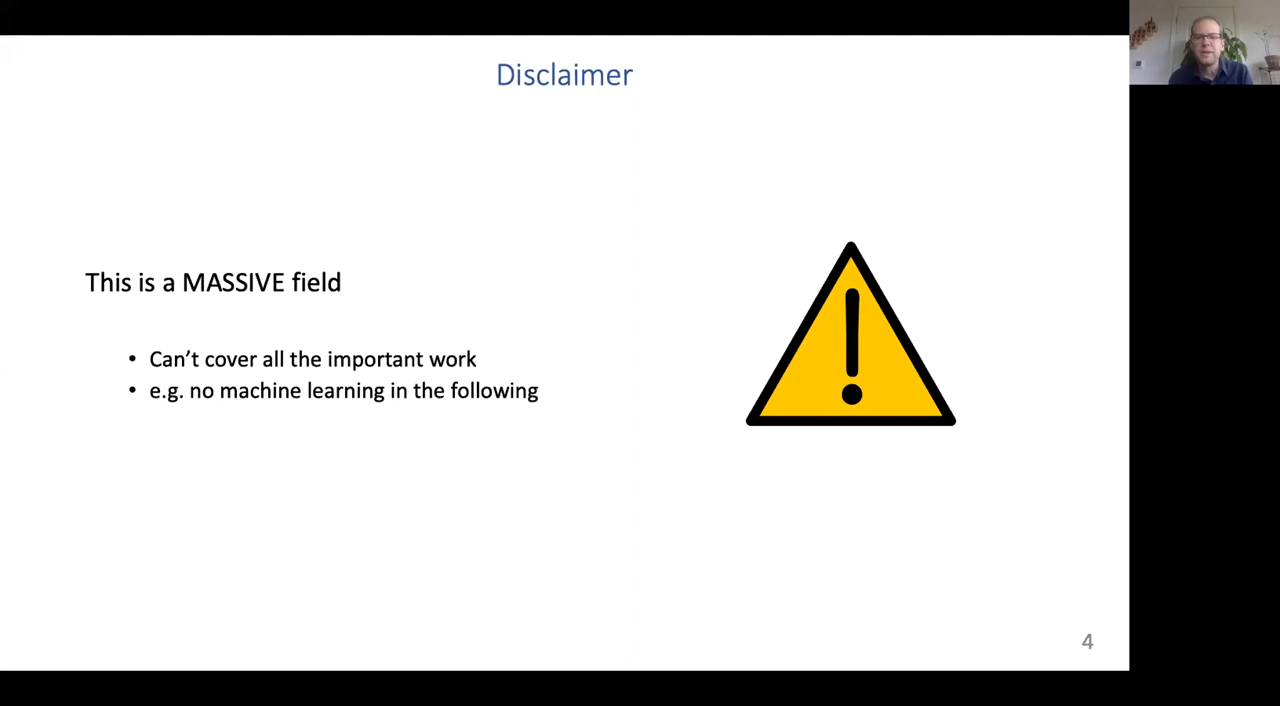 Disclaimer
This is a MASSIVE field
• Can’t cover all the important work
• e.g. no machine learning in the following
4